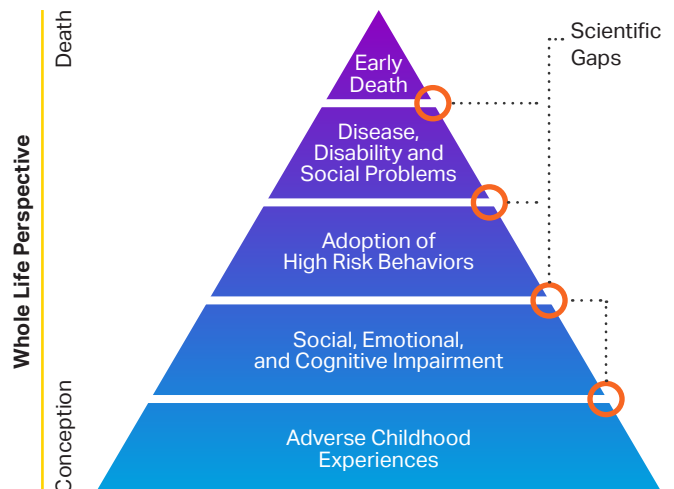 Death
Whole Life Perspective
Conception
Scientific
Gaps
Early
Death
Disease,
Disability and
Social Problems
Adoption of
High Risk Behaviors
Social, Emotional,
and Cognitive Impairment
Adverse Childhood
Experiences